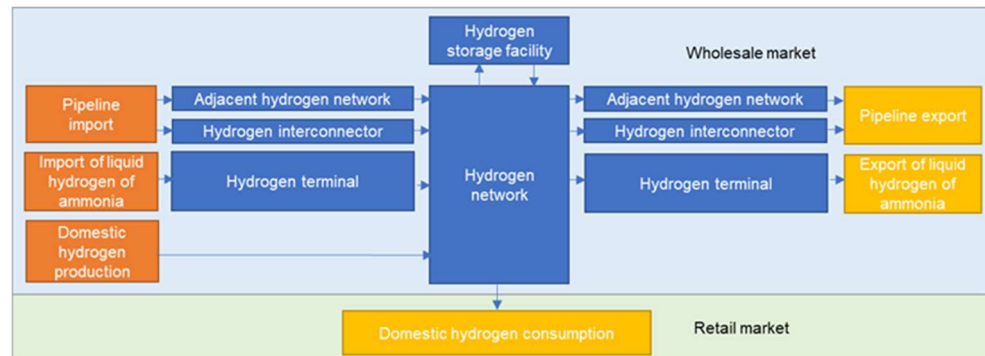 Hydrogen
storage facility
Wholesale market
Pipeline
import
Adjacent hydrogen network
Hydrogen interconnector
Import of liquid
hydrogen of
ammonia
Hydrogen terminal
Domestic
hydrogen
production
Hydrogen
network
Adjacent hydrogen network
Hydrogen interconnector
Pipeline export
Hydrogen terminal
Export of liquid
hydrogen of
ammonia
Domestic hydrogen consumption
Retail market